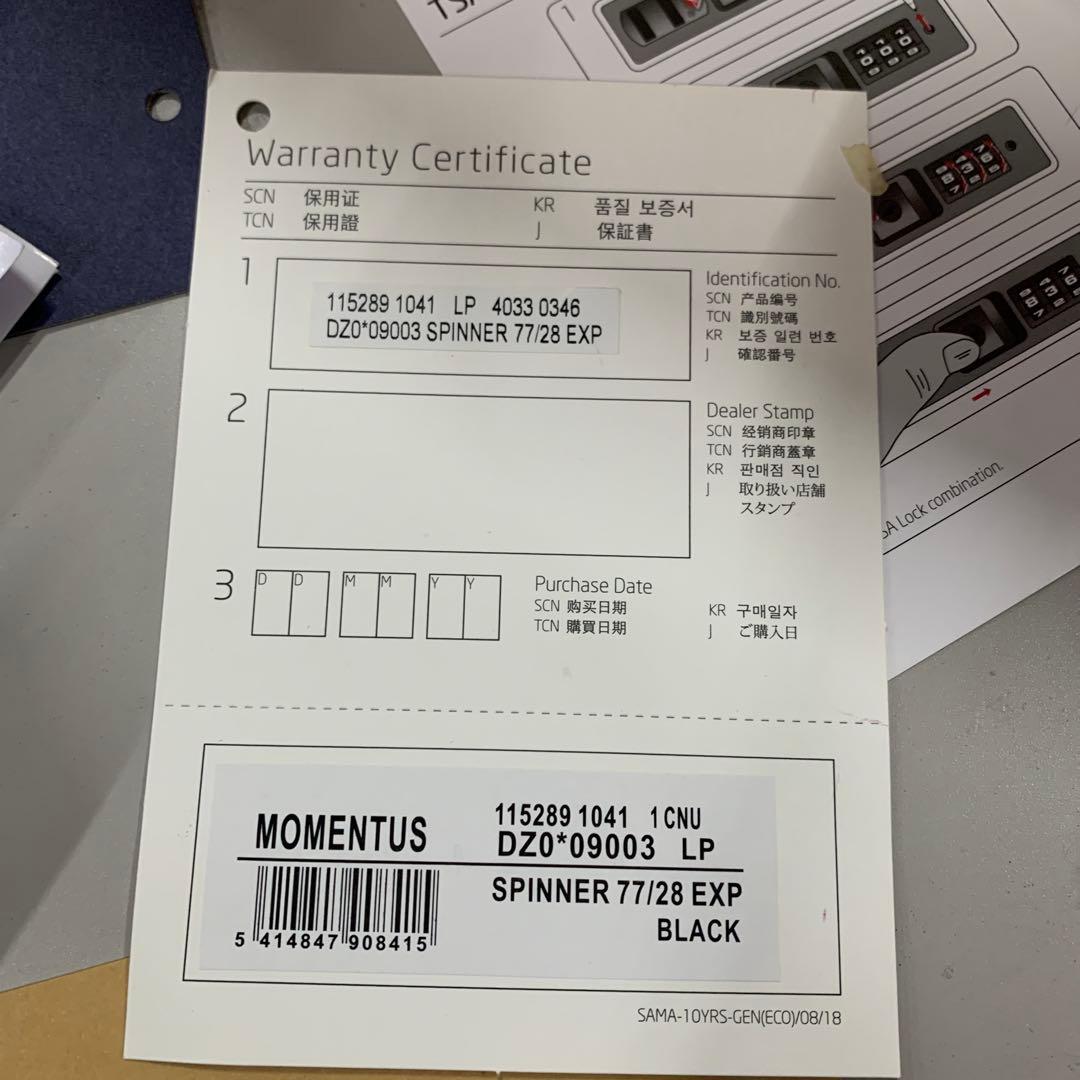 Warranty Certificate
SCN 保用证
TCN 保用證
KR 품질 보증서
J 保証書
1
115289 1041 LP 4033 0346
DZ0*09003 SPINNER 77/28 EXP
Identification No.
SCN 产品编号
TCN 識別號碼
KR 보증 일련 번호
J 確認番号
2
Dealer Stamp
SCN 经销商印章
TCN 行銷商蓋章
KR 판매점 직인
J 取り扱い店舗
スタンプ
3
D D M M Y Y
Purchase Date
SCN 购买日期
TCN 購買日期
KR 구매일자
J ご購入日
MOMENTUS
115289 1041 1 CNU
DZ0*09003 LP
SPINNER 77/28 EXP
BLACK
5 414847 908415
SAMA-10YRS-GEN(ECO)/08/18
Lock combination.